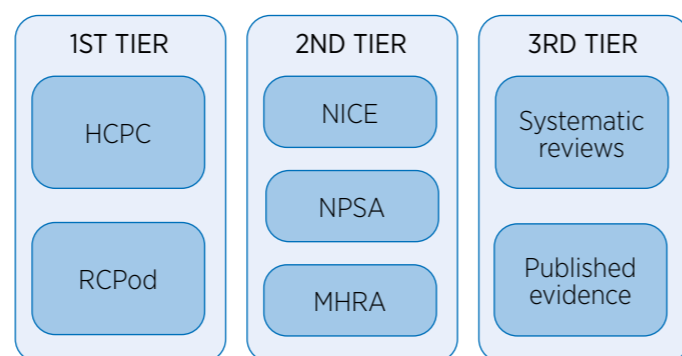 1ST TIER
HCPC
RCPod
2ND TIER
NICE
NPSA
MHRA
3RD TIER
Systematic
reviews
Published
evidence